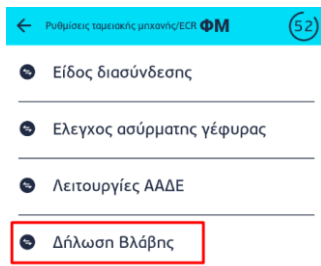 Ρυθμίσεις ταμειακής μηχανής/ECR ΦΜ 52
Είδος διασύνδεσης
Ελεγχος ασύρματης γέφυρας
Λειτουργίες ΑΑΔΕ
Δήλωση Βλάβης